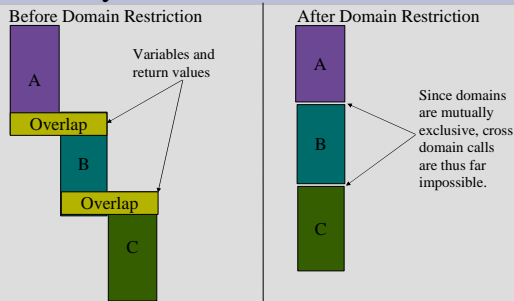 Before Domain Restriction
A
Variables and
return values
Overlap
B
Overlap
C
After Domain Restriction
A
Since domains
are mutually
exclusive, cross
domain calls
are thus far
impossible.
B
C